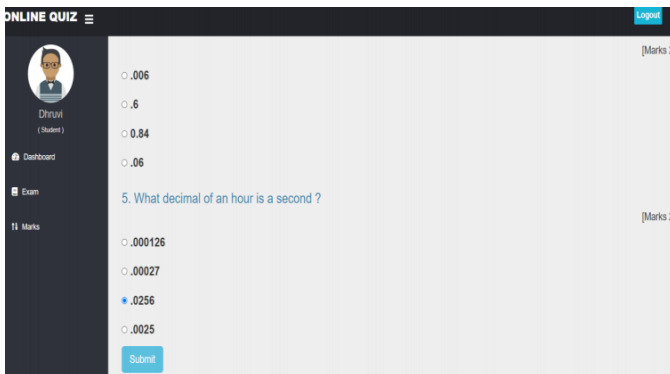 ONLINE QUIZ
Logout
Dhruvi
( Student )
Dashboard
Exam
Marks
[Marks
.006
.6
0.84
.06
5. What decimal of an hour is a second ?
[Marks
.000126
.00027
.0256
.0025
Submit